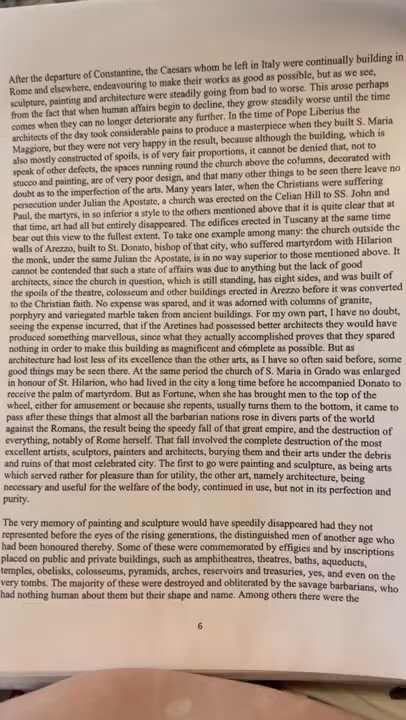 After the departure of Constantine, the Caesars whom he left in Italy were continually building in
Rome and elsewhere, endeavouring to make their works as good as possible, but as we see,
sculpture, painting and architecture were steadily going from bad to worse. This arose perhaps
from the fact that when human affairs begin to decline, they grow steadily worse until the time
comes when they can no longer deteriorate any further. In the time of Pope Liberius the
architects of the day took considerable pains to produce a masterpiece when they built S. Maria
Maggiore, but they were not very happy in the result, because although the building, which is
also mostly constructed of spoils, is of very fair proportions, it cannot be denied that, not to
speak of other defects, the spaces running round the church above the co!umns, decorated with
stucco and painting, are of very poor design, and that many other things to be seen there leave no
doubt as to the imperfection of the arts. Many years later, when the Christians were suffering
persecution under Julian the Apostate, a church was erected on the Celian Hill to SS. John and
Paul, the martyrs, in so inferior a style to the others mentioned above that it is quite clear that at
that time, art had all but entirely disappeared. The edifices erected in Tuscany at the same time
bear out this view to the fullest extent. To take one example among many: the church outside the
walls of Arezzo, built to St. Donato, bishop of that city, who suffered martyrdom with Hilarion
the monk, under the same Julian the Apostate, is in no way superior to those mentioned above. It
cannot be contended that such a state of affairs was due to anything but the lack of good
architects, since the church in question, which is still standing, has eight sides, and was built of
the spoils of the theatre, colosseum and other buildings erected in Arezzo before it was converted
to the Christian faith. No expense was spared, and it was adorned with columns of granite,
porphyry and variegated marble taken from ancient buildings. For my own part, I have no doubt,
seeing the expense incurred, that if the Aretines had possessed better architects they would have
produced something marvellous, since what they actually accomplished proves that they spared
nothing in order to make this building as magnificent and c6mplete as possible. But as
architecture had lost less of its excellence than the other arts, as I have so often said before, some
good things may be seen there. At the same period the church of S. Maria in Grado was enlarged
in honour of St. Hilarion, who had lived in the city a long time before he accompanied Donato to
receive the palm of martyrdom. But as Fortune, when she has brought men to the top of the
wheel, either for amusement or because she repents, usually turns them to the bottom, it came to
pass after these things that almost all the barbarian nations rose in divers parts of the world
against the Romans, the result being the speedy fall of that great empire, and the destruction of
everything, notably of Rome herself. That fall involved the complete destruction of the most
excellent artists, sculptors, painters and architects, burying them and their arts under the debris
and ruins of that most celebrated city. The first to go were painting and sculpture, as being arts
which served rather for pleasure than for utility, the other art, namely architecture, being
necessary and useful for the welfare of the body, continued in use, but not in its perfection and
purity.
The very memory of painting and sculpture would have speedily disappeared had they not
represented before the eyes of the rising generations, the distinguished men of another age who
had been honoured thereby. Some of these were commemorated by effigies and by inscriptions
placed on public and private buildings, such as amphitheatres, theatres, baths, aqueducts,
temples, obelisks, colosseums, pyramids, arches, reservoirs and treasuries, yes, and even on the
very tombs. The majority of these were destroyed and obliterated by the savage barbarians, who
had nothing human about them but their shape and name. Among others there were the
6